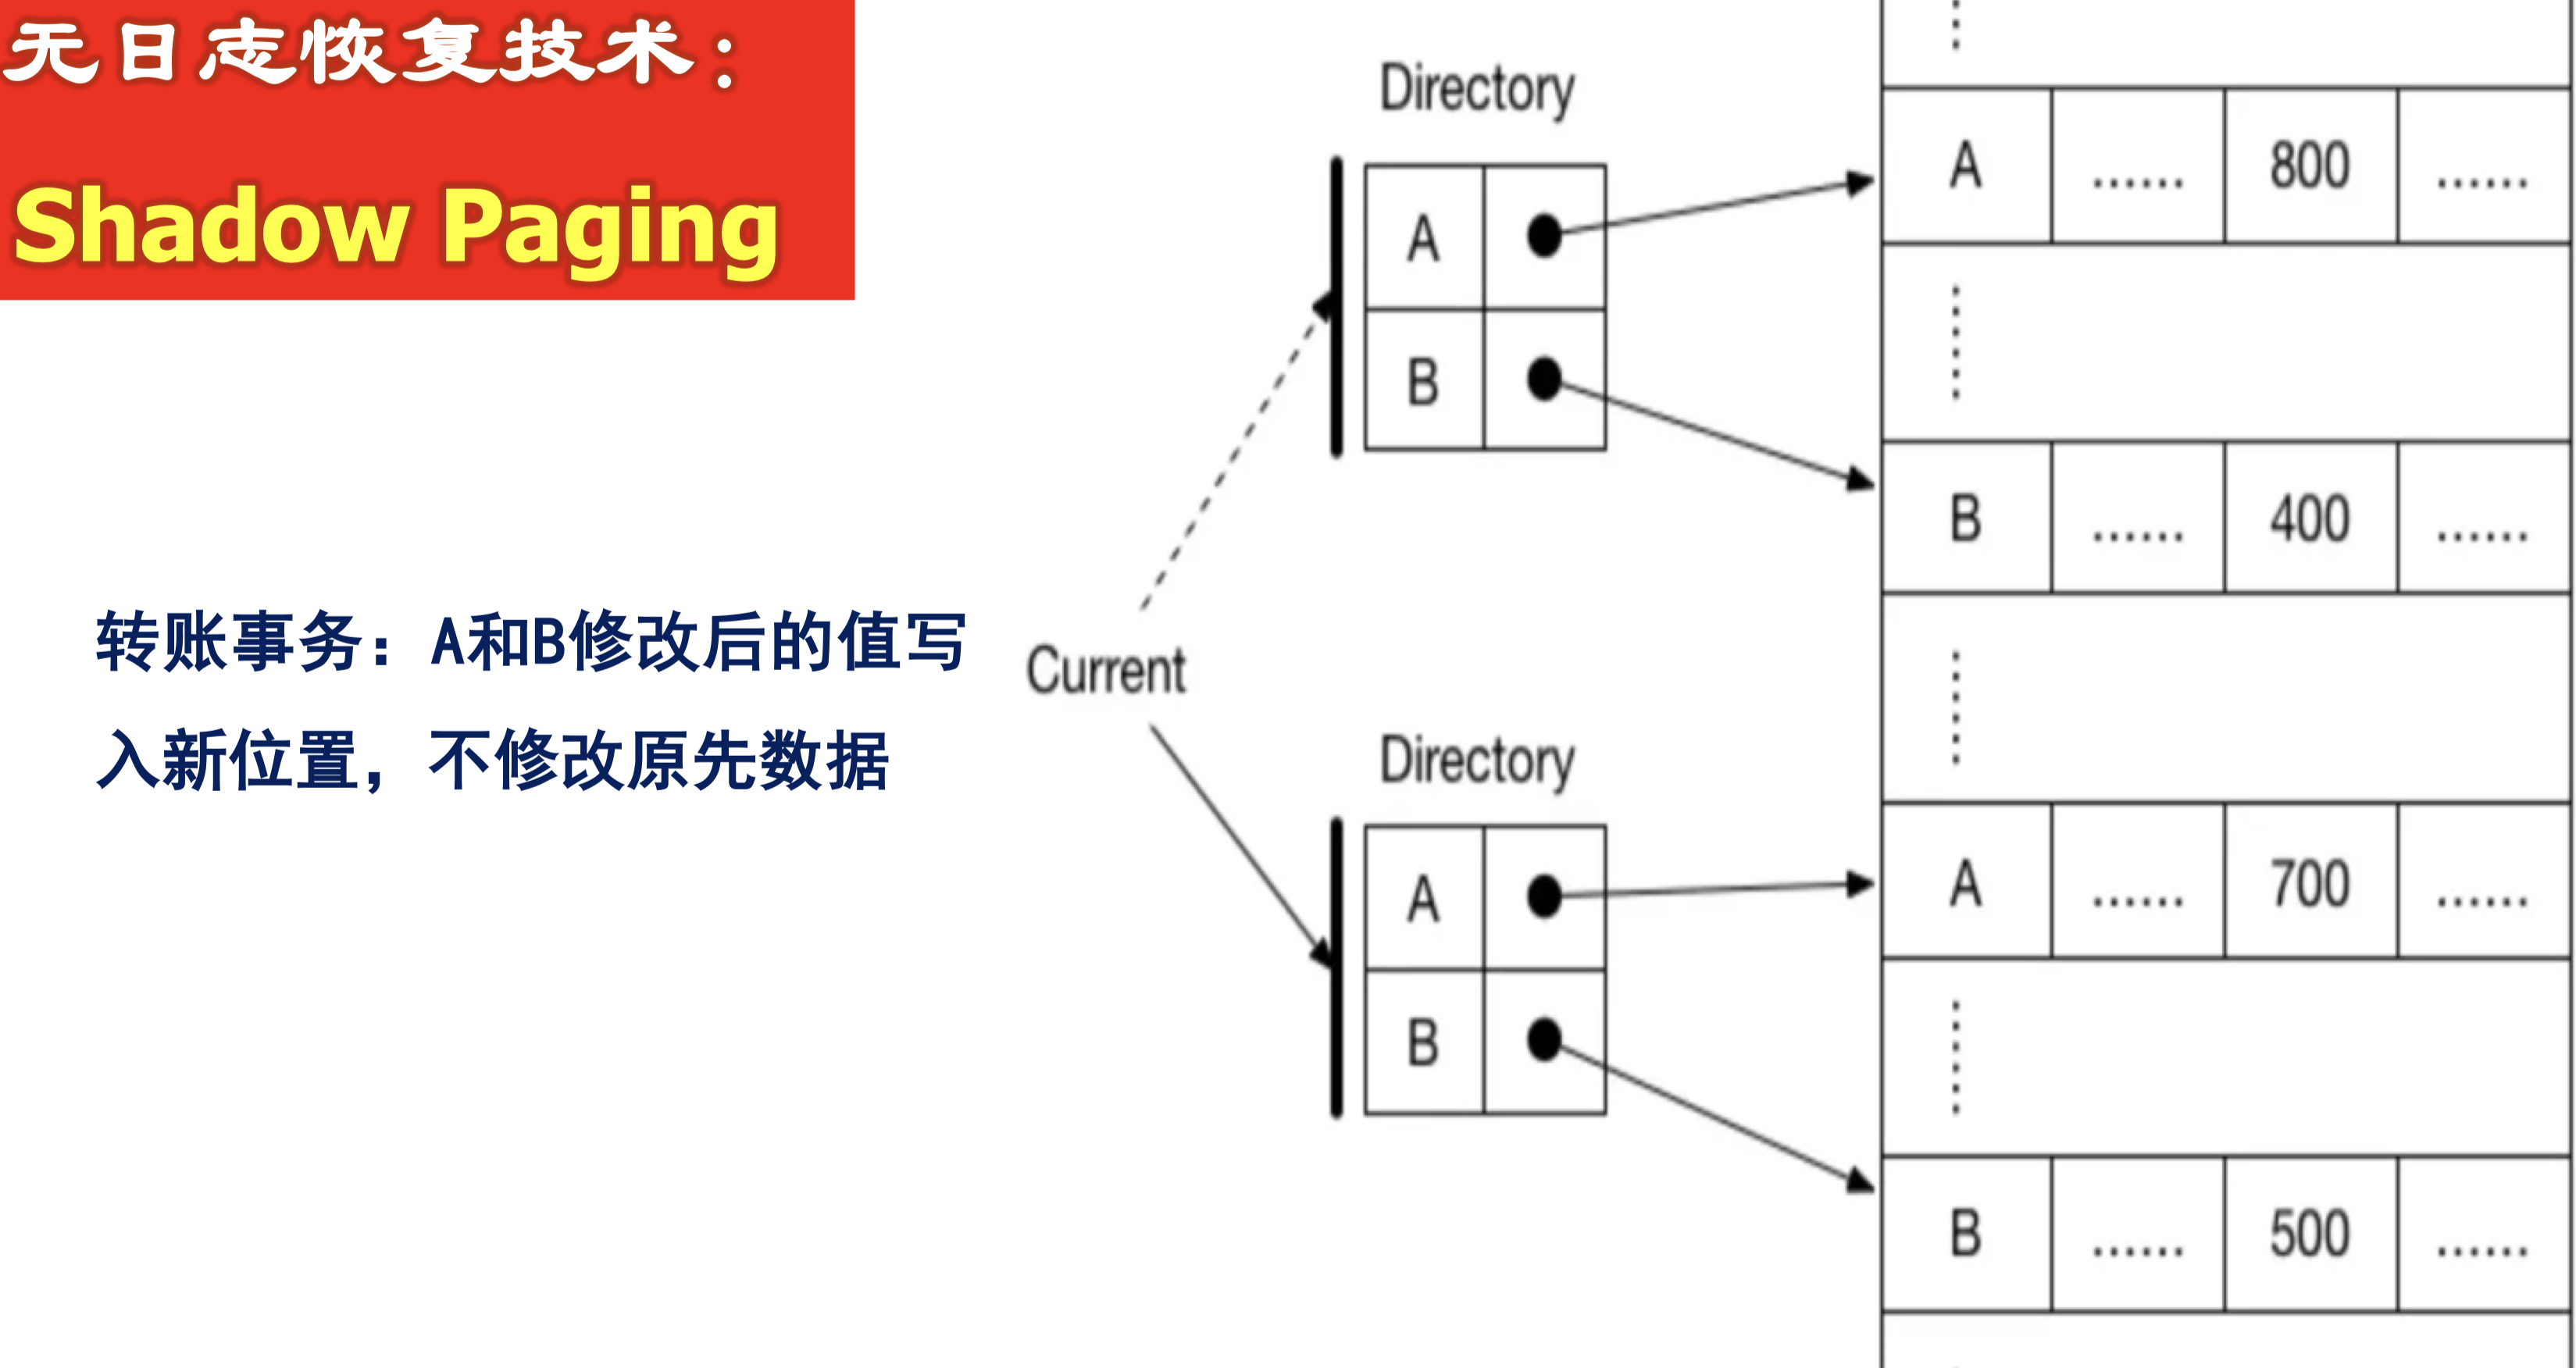 无日志恢复技术：
Shadow Paging
转账事务：A和B修改后的值写
入新位置，不修改原先数据
Current
Directory
A
B
Directory
A
B
A ...... 800 ......
B ...... 400 ......
A ...... 700 ......
B ...... 500 ......